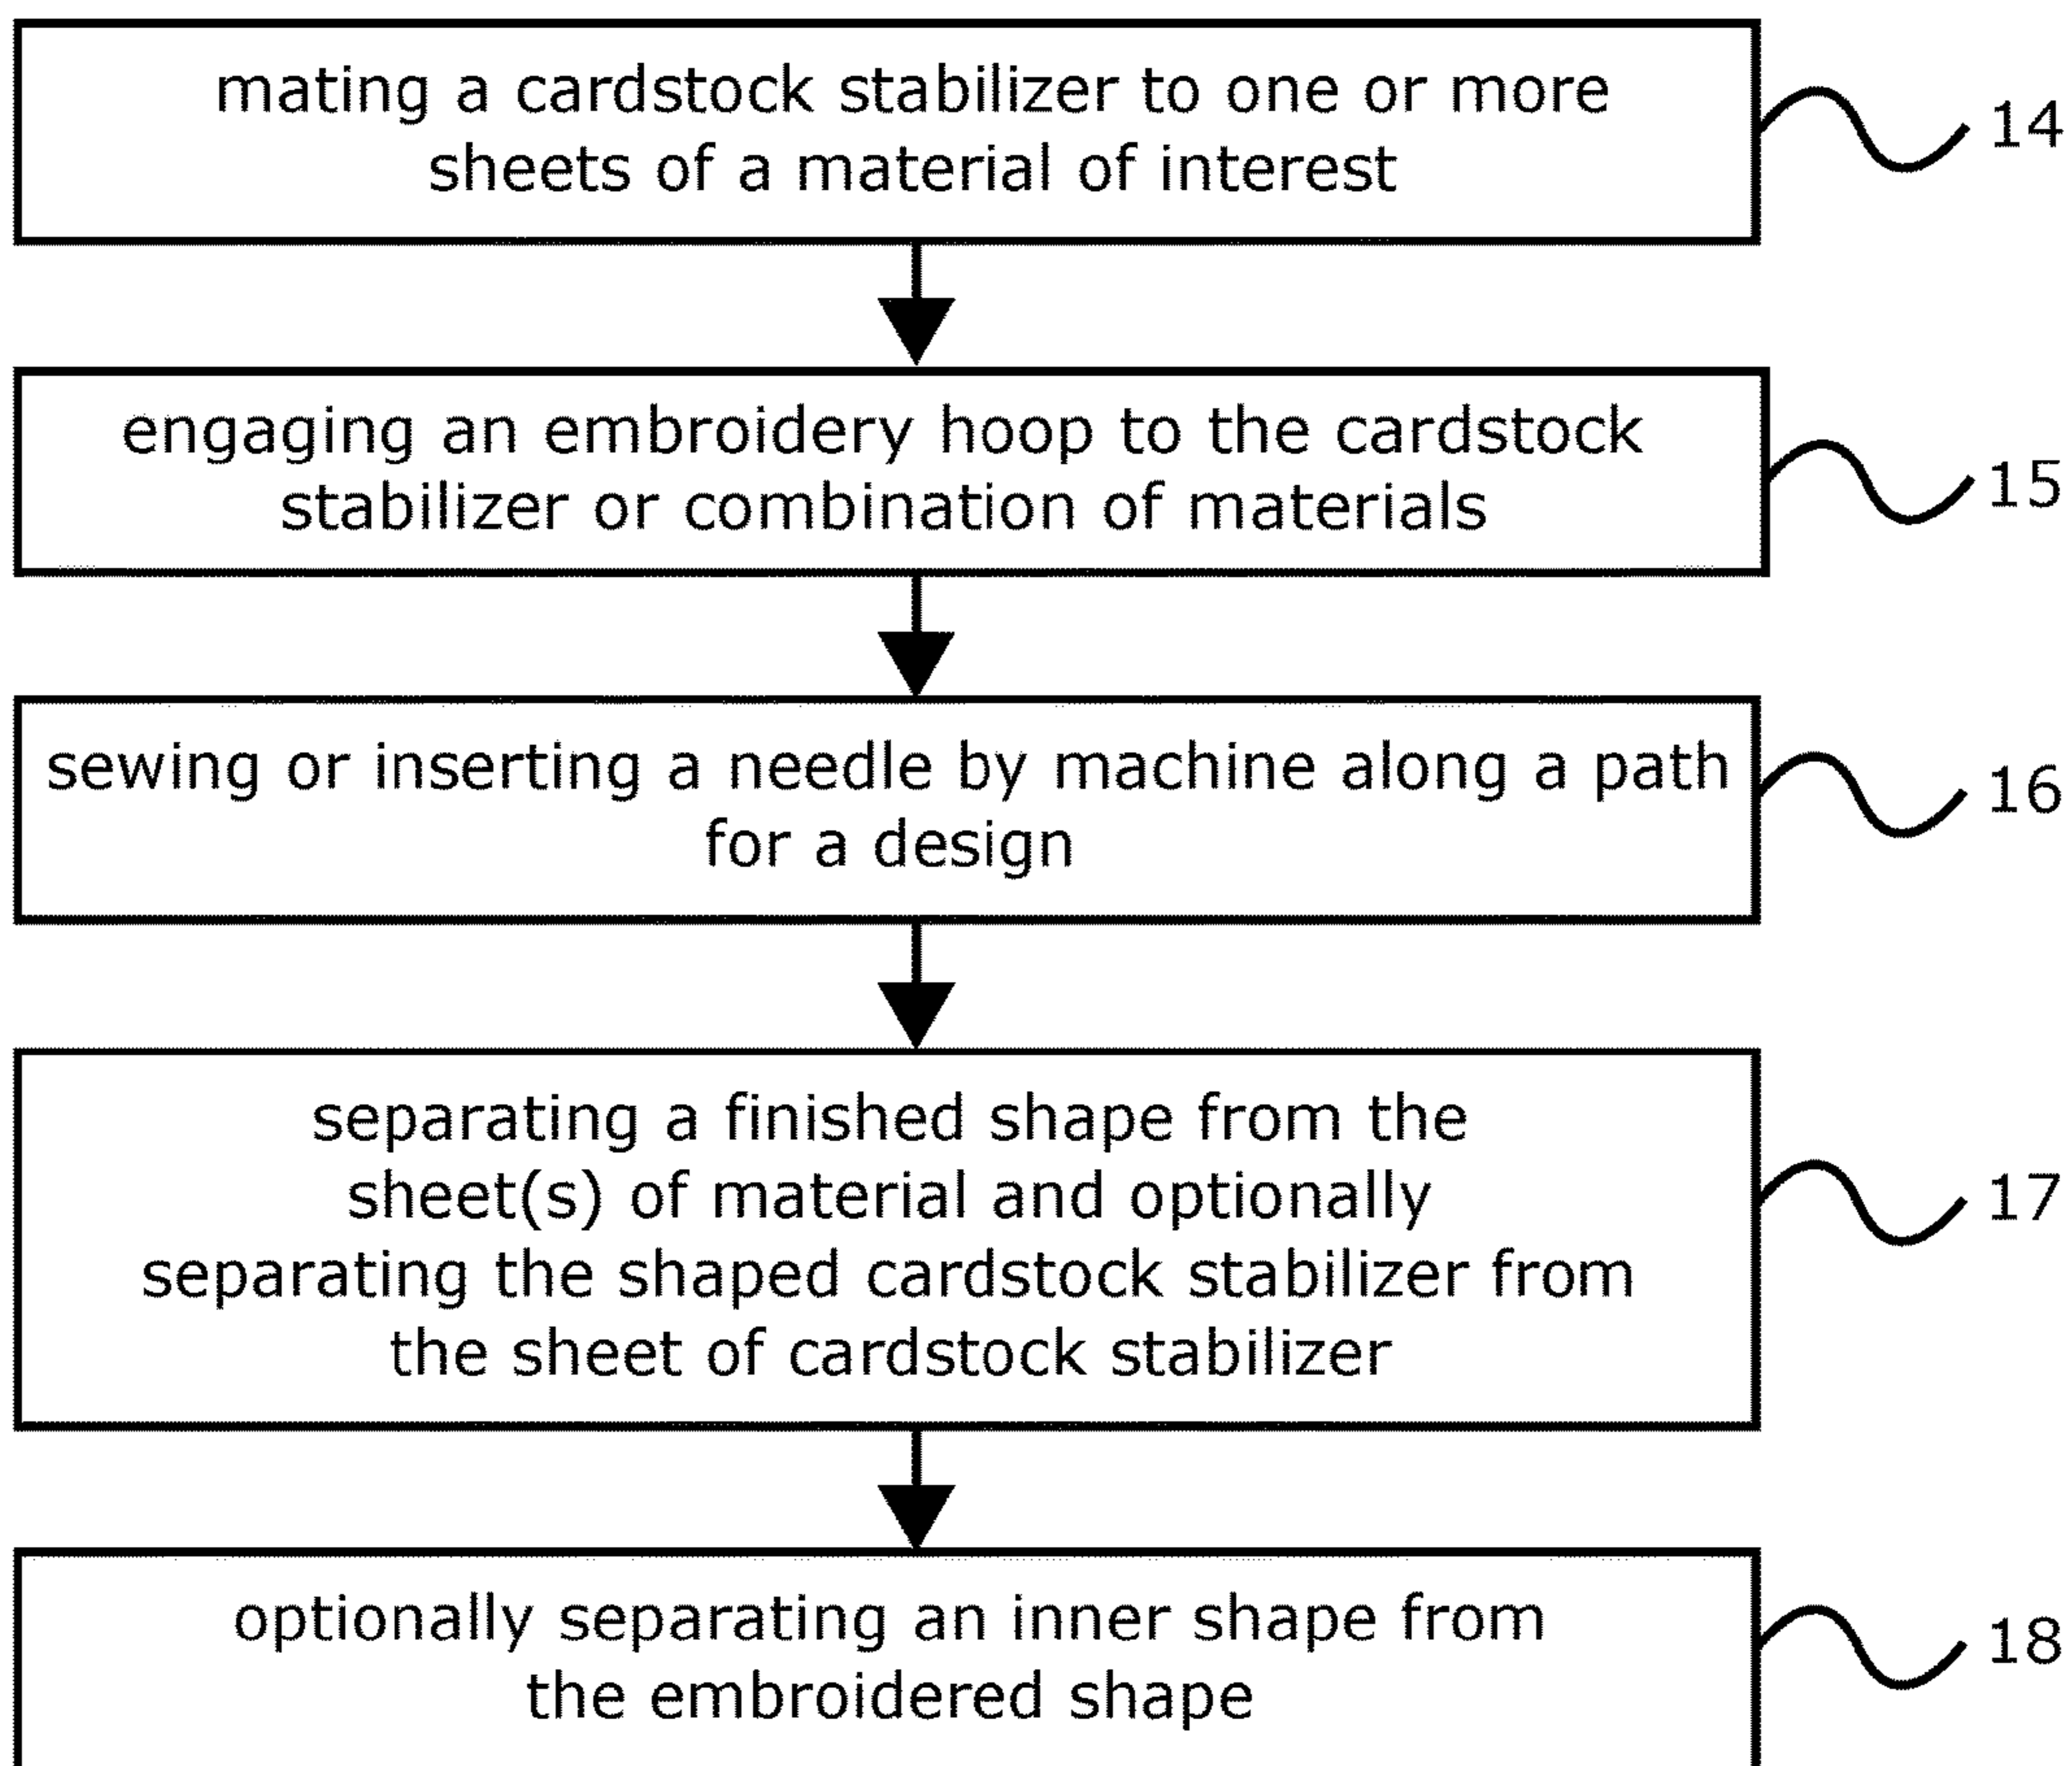 mating a cardstock stabilizer to one or more
sheets of a material of interest
14
engaging an embroidery hoop to the cardstock
stabilizer or combination of materials
15
sewing or inserting a needle by machine along a path
for a design
16
separating a finished shape from the
sheet(s) of material and optionally
separating the shaped cardstock stabilizer from
the sheet of cardstock stabilizer
17
optionally separating an inner shape from
the embroidered shape
18